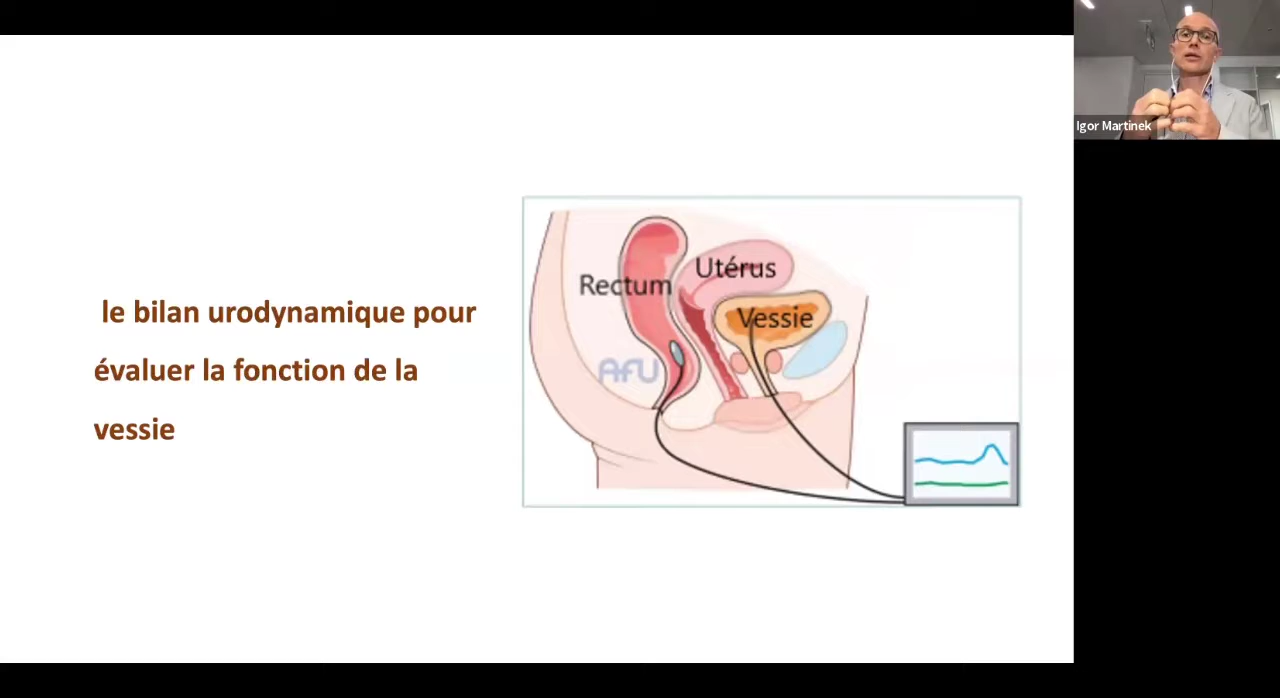 le bilan urodynamique pour
évaluer la fonction de la
vessie
Rectum
Utérus
Vessie
AFU
Igor Martinek